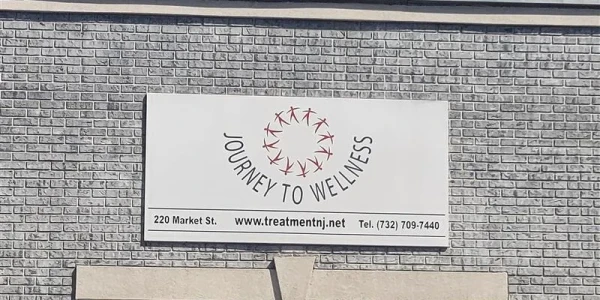 JOURNEY TO WELLNESS
220 Market St. www.treatmentnj.net Tel. (732) 709-7440